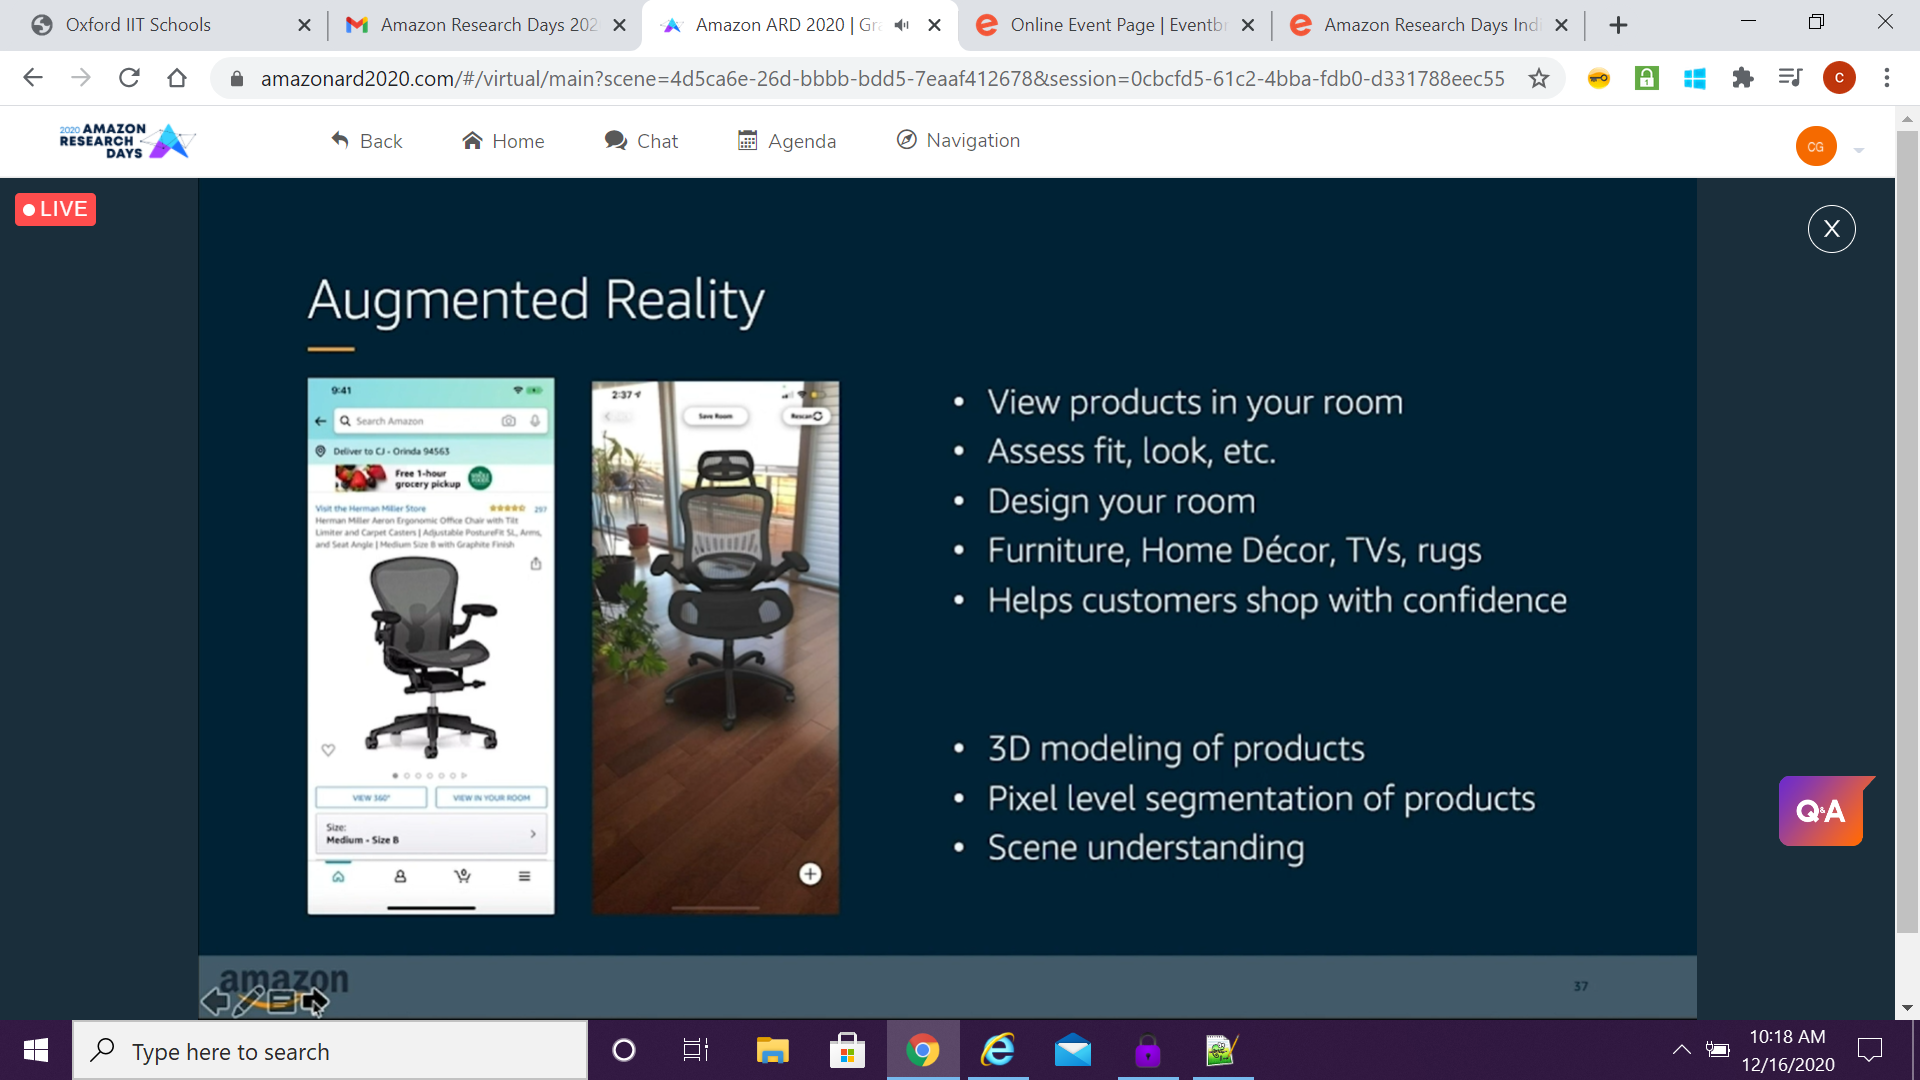 Oxford IIT Schools
Amazon Research Days 202
Amazon ARD 2020 | Gra
Online Event Page | Eventbr
Amazon Research Days Indi
amazonard2020.com/#/virtual/main?scene=4d5ca6e-26d-bbbb-bdd5-7eaaf412678&session=0cbcfd5-61c2-4bba-fdb0-d331788eec55
C
2020 AMAZON
RESEARCH
DAYS
Back
Home
Chat
Agenda
Navigation
CG
LIVE
X
Augmented Reality
9:41
Search Amazon
Deliver to CJ - Orinda 94563
Free 1-hour
grocery pickup
WHOLE
FOODS
Visit the Herman Miller Store
297
Herman Miller Aeron Ergonomic Office Chair with Tilt
Limiter and Carpet Casters | Adjustable PostureFit SL, Arms,
and Seat Angle | Medium Size B with Graphite Finish
VIEW 360°
VIEW IN YOUR ROOM
Size:
Medium - Size B
2:37
Save Room
Rescan
• View products in your room
• Assess fit, look, etc.
• Design your room
• Furniture, Home Décor, TVs, rugs
• Helps customers shop with confidence
• 3D modeling of products
• Pixel level segmentation of products
• Scene understanding
Q&A
amazon
37
Type here to search
10:18 AM
12/16/2020